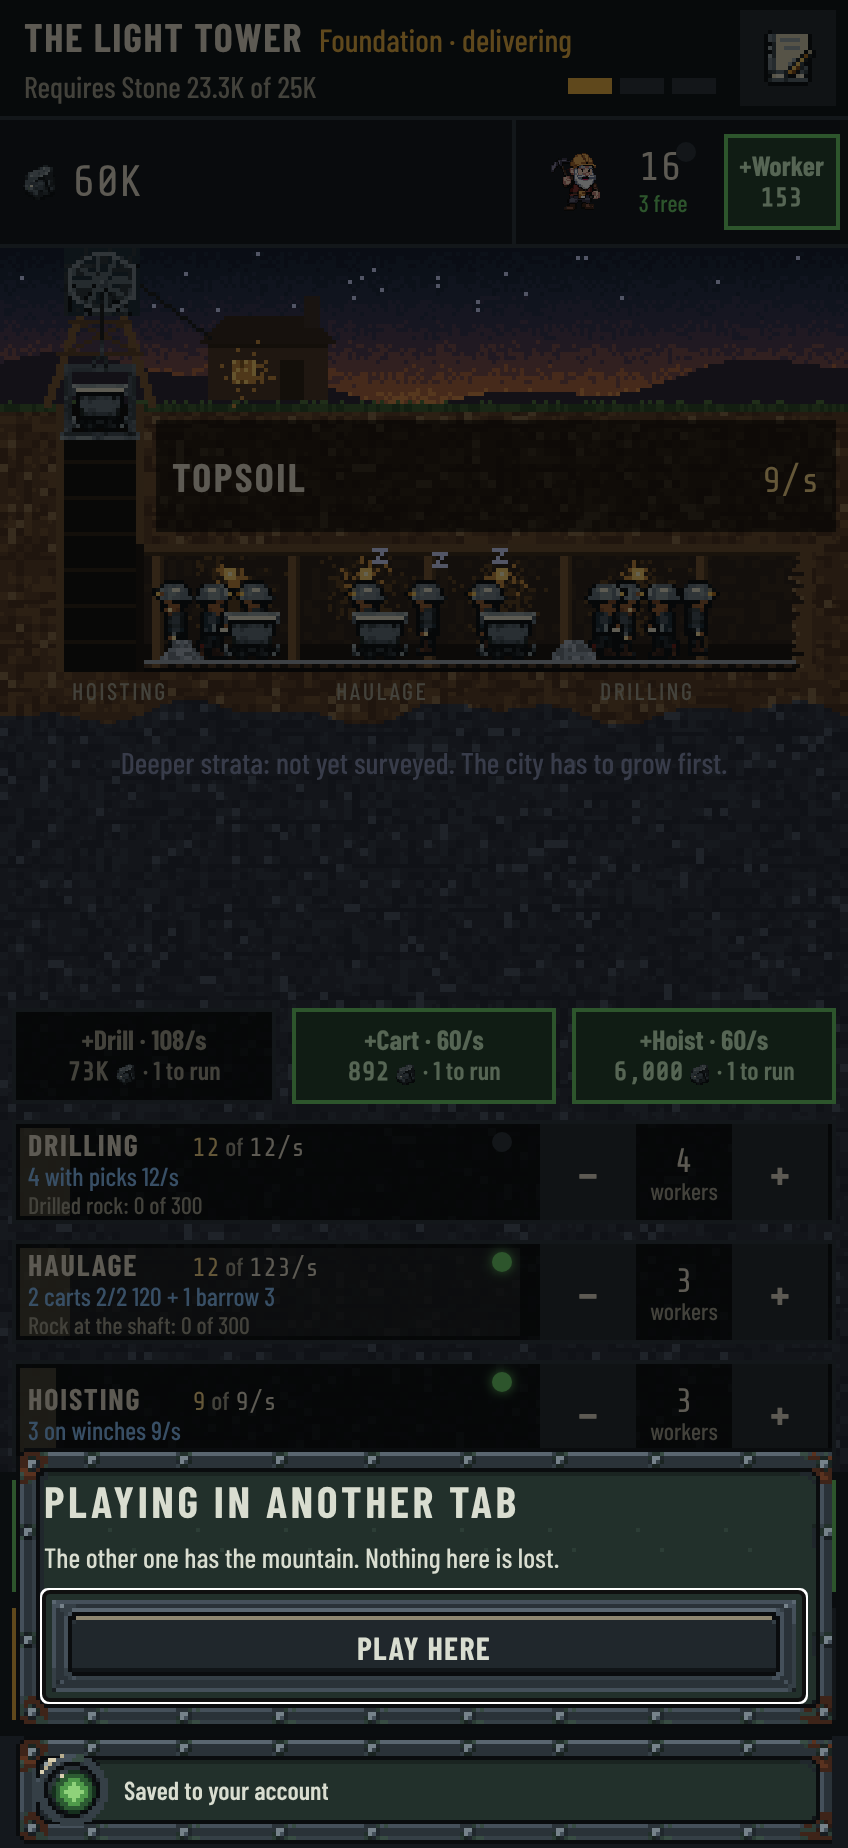 THE LIGHT TOWER Foundation · delivering
Requires Stone 23.3K of 25K
60K
16
3 free
+Worker
153
TOPSOIL 9/s
z z z
HOISTING HAULAGE DRILLING
Deeper strata: not yet surveyed. The city has to grow first.
+Drill · 108/s
73K · 1 to run
+Cart · 60/s
892 · 1 to run
+Hoist · 60/s
6,000 · 1 to run
DRILLING 12 of 12/s
4 with picks 12/s
Drilled rock: 0 of 300
− 4 +
workers
HAULAGE 12 of 123/s
2 carts 2/2 120 + 1 barrow 3
Rock at the shaft: 0 of 300
− 3 +
workers
HOISTING 9 of 9/s
3 on winches 9/s
− 3 +
workers
PLAYING IN ANOTHER TAB
The other one has the mountain. Nothing here is lost.
PLAY HERE
Saved to your account